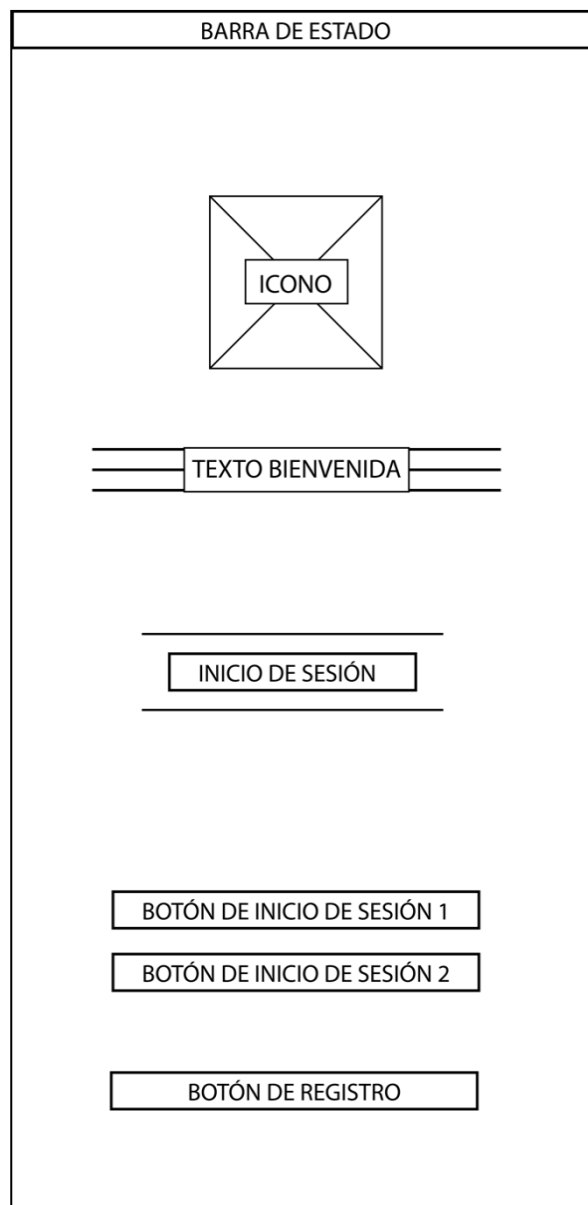 BARRA DE ESTADO
ICONO
TEXTO BIENVENIDA
INICIO DE SESIÓN
BOTÓN DE INICIO DE SESIÓN 1
BOTÓN DE INICIO DE SESIÓN 2
BOTÓN DE REGISTRO